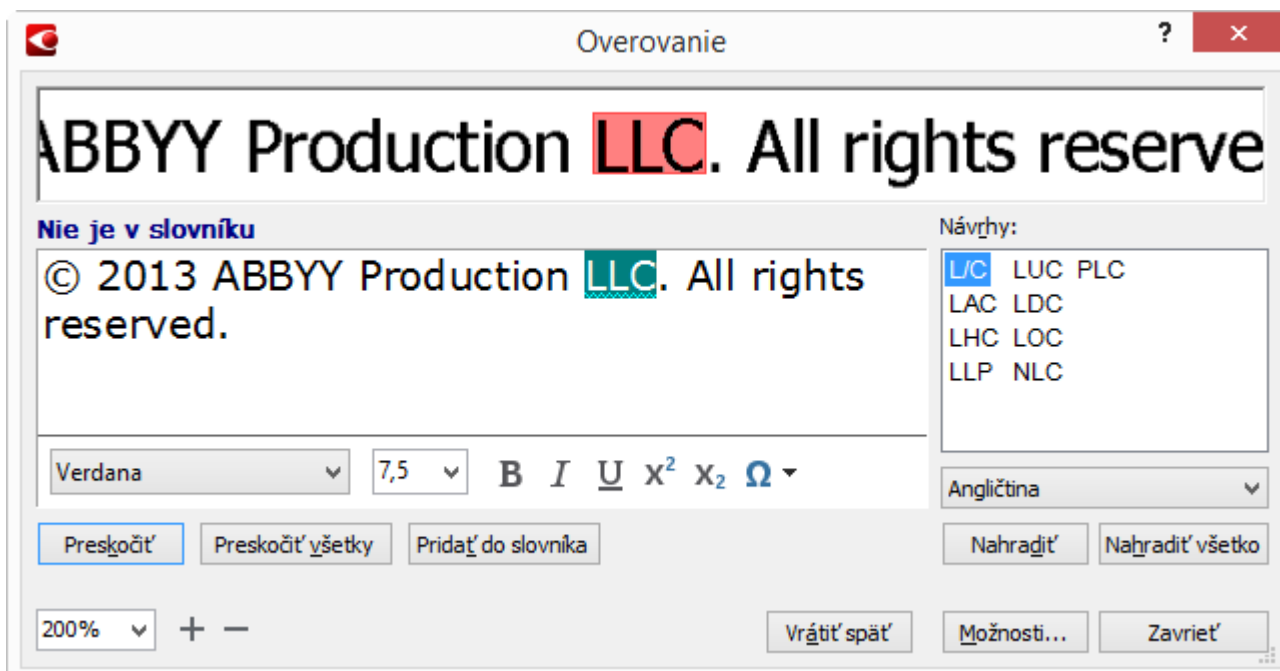 Overovanie
?
ABBYY Production LLC. All rights reserve
Nie je v slovníku
Návrhy:
© 2013 ABBYY Production LLC. All rights
reserved.
L/C LUC PLC
LAC LDC
LHC LOC
LLP NLC
Verdana 7,5 B I U x² x₂ Ω
Angličtina
Preskočiť Preskočiť všetky Pridať do slovníka Nahradiť Nahradiť všetko
200% + − Vrátiť späť Možnosti... Zavrieť